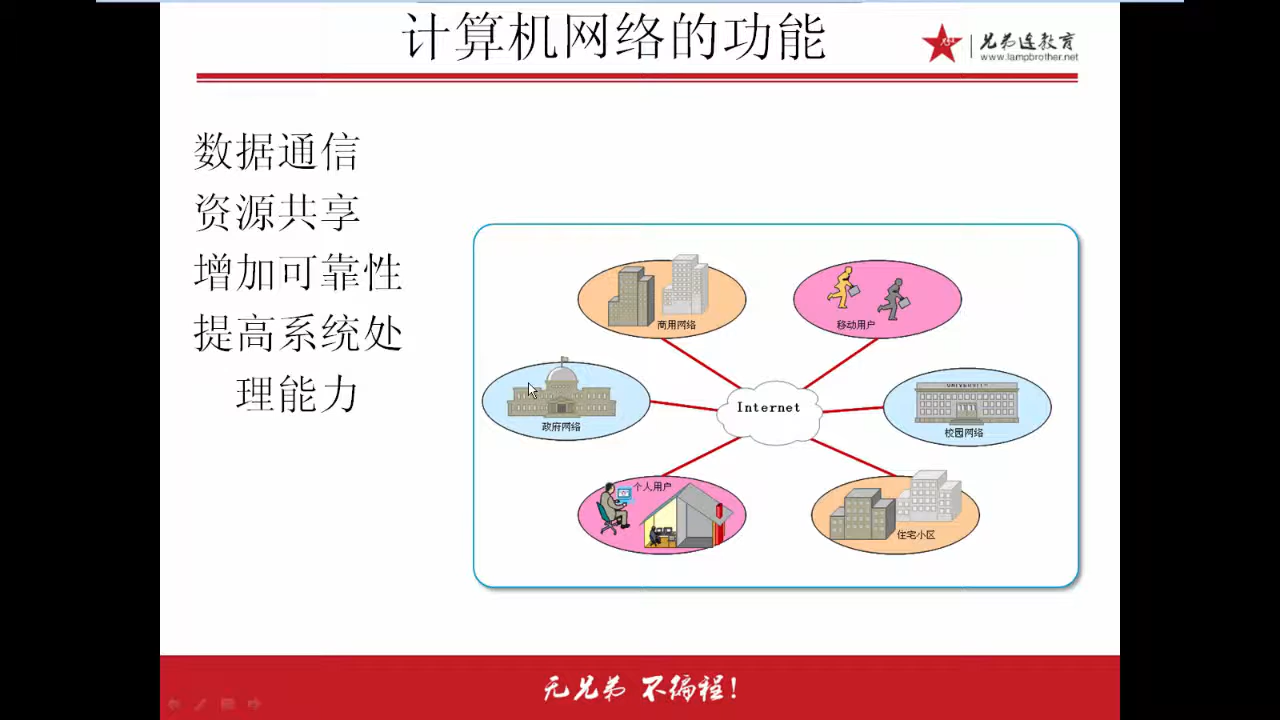 计算机网络的功能
兄弟连教育
www.lampbrother.net
数据通信
资源共享
增加可靠性
提高系统处
理能力
商用网络
移动用户
政府网络
Internet
UNIVERSITY
校园网络
个人用户
住宅小区
无兄弟 不编程!